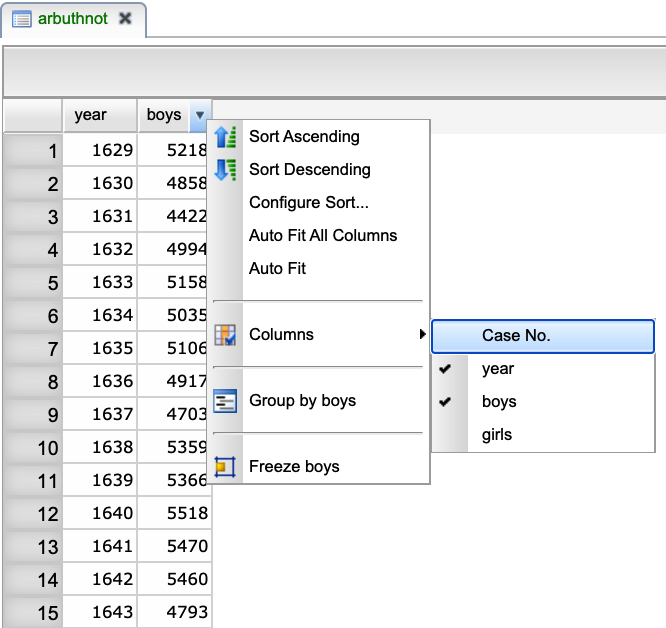 arbuthnot
year boys
1 1629 5218
2 1630 4858
3 1631 4422
4 1632 4994
5 1633 5158
6 1634 5035
7 1635 5106
8 1636 4917
9 1637 4703
10 1638 5359
11 1639 5366
12 1640 5518
13 1641 5470
14 1642 5460
15 1643 4793
Sort Ascending
Sort Descending
Configure Sort...
Auto Fit All Columns
Auto Fit
Columns
Group by boys
Freeze boys
Case No.
year
boys
girls